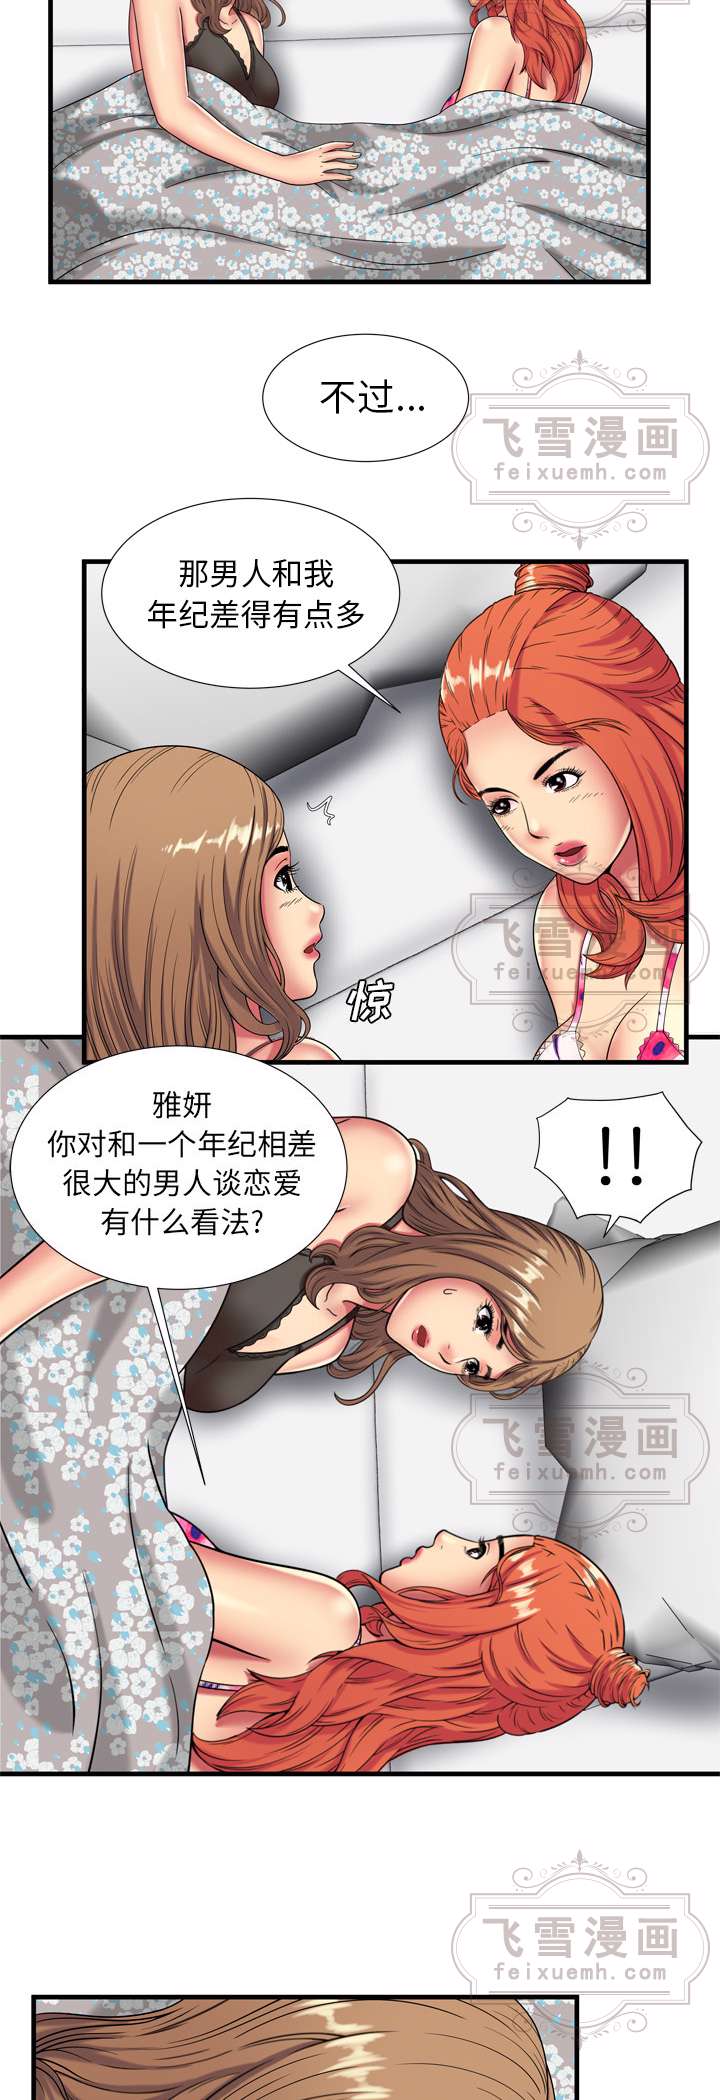 不过...
飞雪漫画
feixuemh.com
那男人和我
年纪差得有点多
飞雪漫画
feixuemh.com
惊
雅妍
你对和一个年纪相差
很大的男人谈恋爱
有什么看法?
!!
飞雪漫画
feixuemh.com
飞雪漫画
feixuemh.com